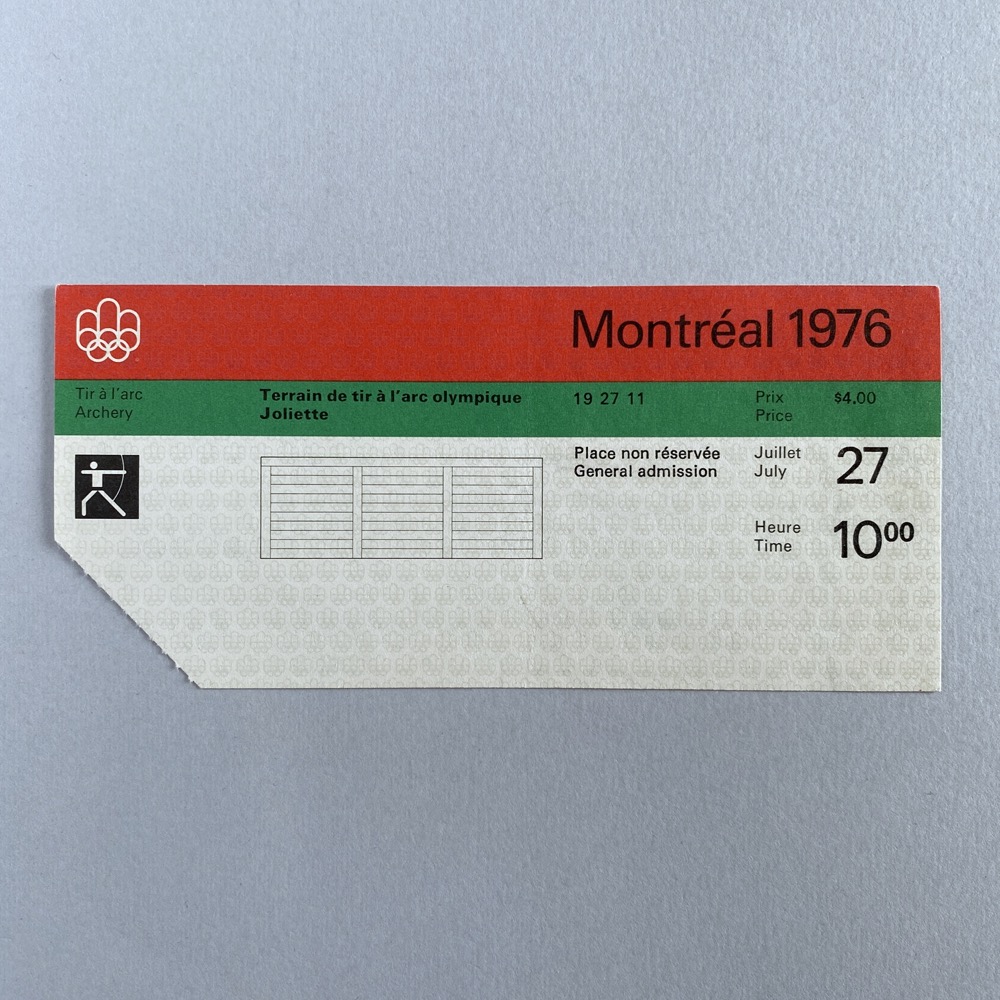 Montréal 1976
Tir à l'arc
Archery
Terrain de tir à l'arc olympique
Joliette
19 27 11
Prix
Price
$4.00
Place non réservée
General admission
Juillet
July
27
Heure
Time
10⁰⁰